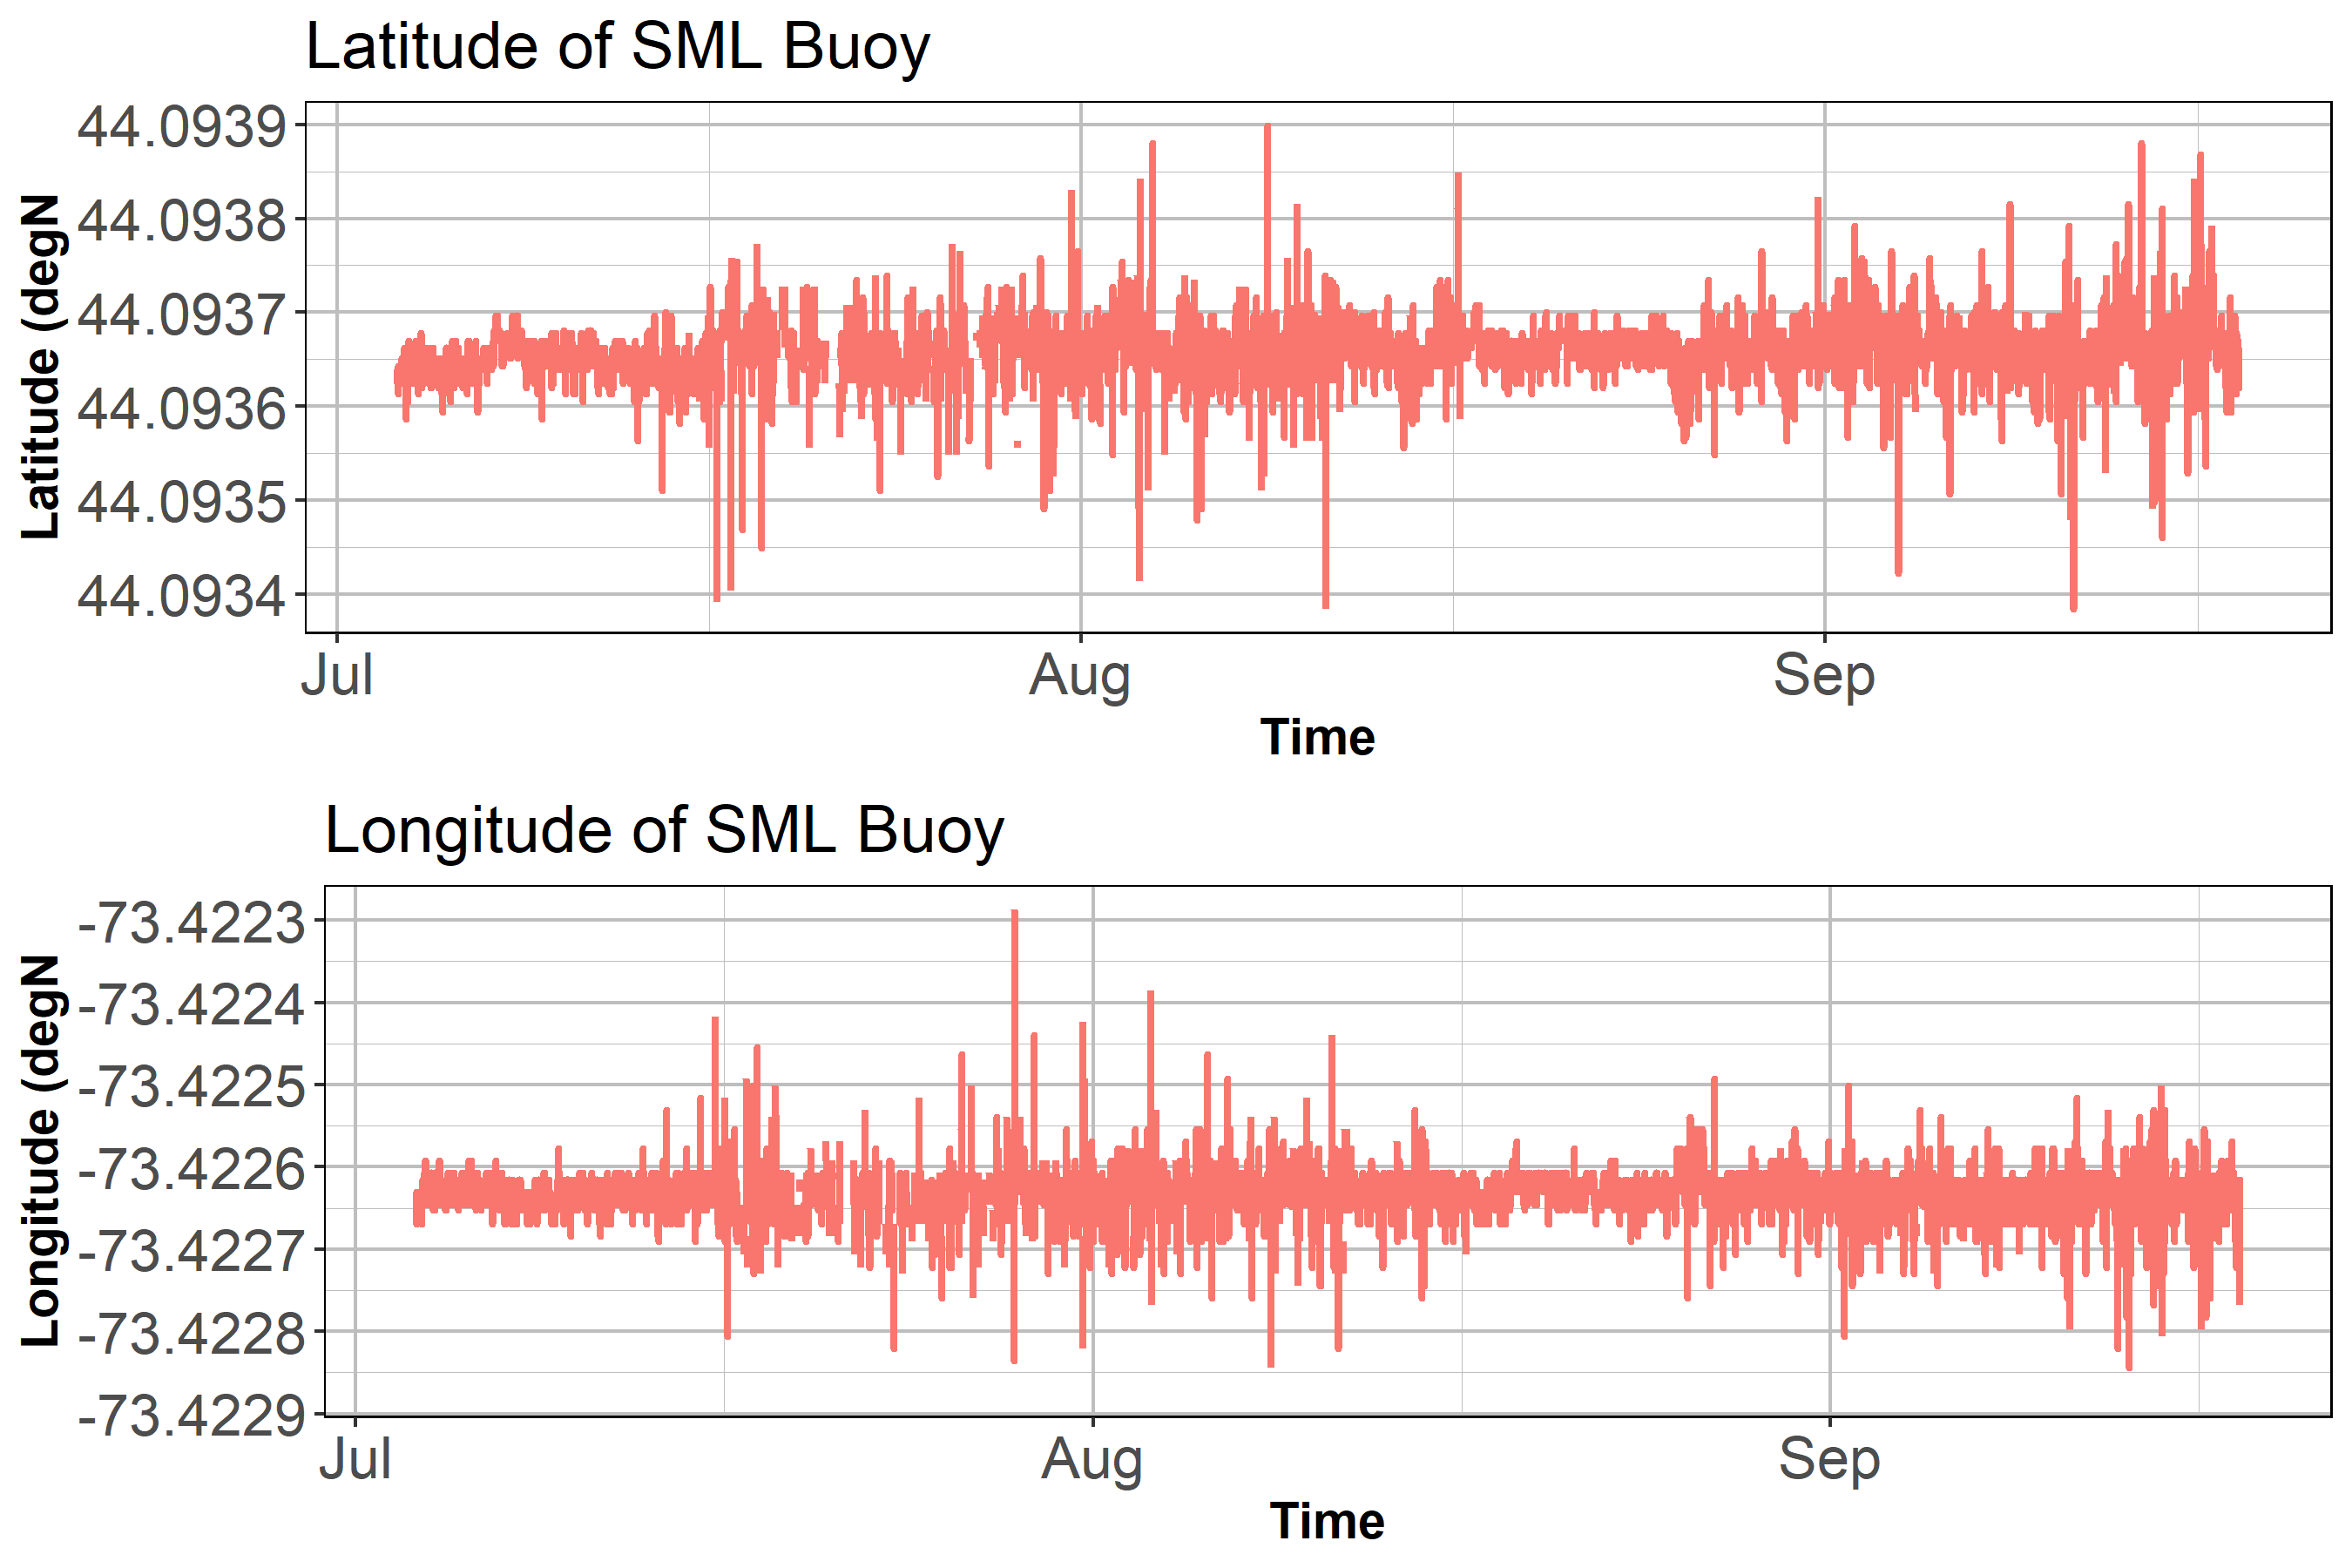 Latitude of SML Buoy
44.0939
44.0938
44.0937
44.0936
44.0935
44.0934
Latitude (degN
Jul Aug Sep
Time
Longitude of SML Buoy
-73.4223
-73.4224
-73.4225
-73.4226
-73.4227
-73.4228
-73.4229
Longitude (degN
Jul Aug Sep
Time